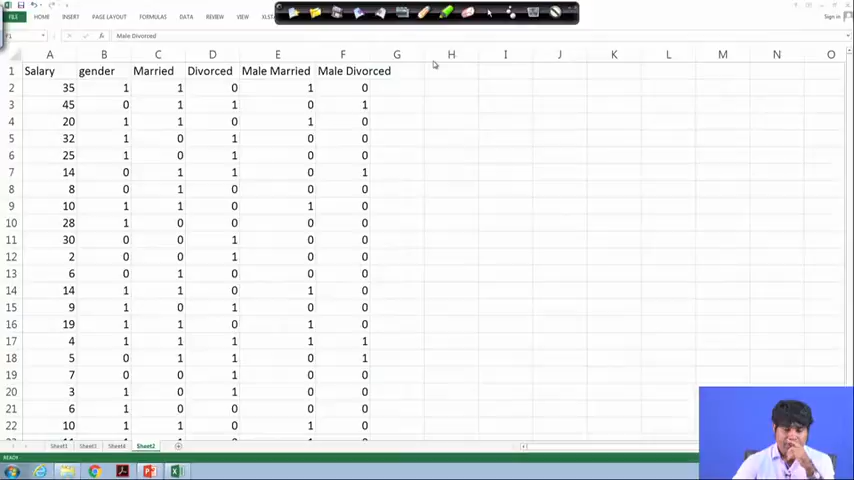 FILE HOME INSERT PAGE LAYOUT FORMULAS DATA REVIEW VIEW Sign in
F1 Male Divorced
A B C D E F G H I J K L M N O
1 Salary gender Married Divorced Male Married Male Divorced
2 35 1 1 0 1 0
3 45 0 1 1 0 1
4 20 1 1 0 1 0
5 32 1 0 1 0 0
6 25 1 0 1 0 0
7 14 0 1 1 0 1
8 8 0 1 0 0 0
9 10 1 1 0 1 0
10 28 1 0 0 0 0
11 30 0 0 1 0 0
12 2 0 0 1 0 0
13 6 0 1 0 0 0
14 14 1 1 0 1 0
15 9 1 0 1 0 0
16 19 1 1 0 1 0
17 4 1 1 1 1 1
18 5 0 1 1 0 1
19 7 0 0 1 0 0
20 3 1 0 1 0 0
21 6 1 0 0 0 0
22 10 1 1 0 1 0
Sheet1 Sheet3 Sheet4 Sheet2
READY